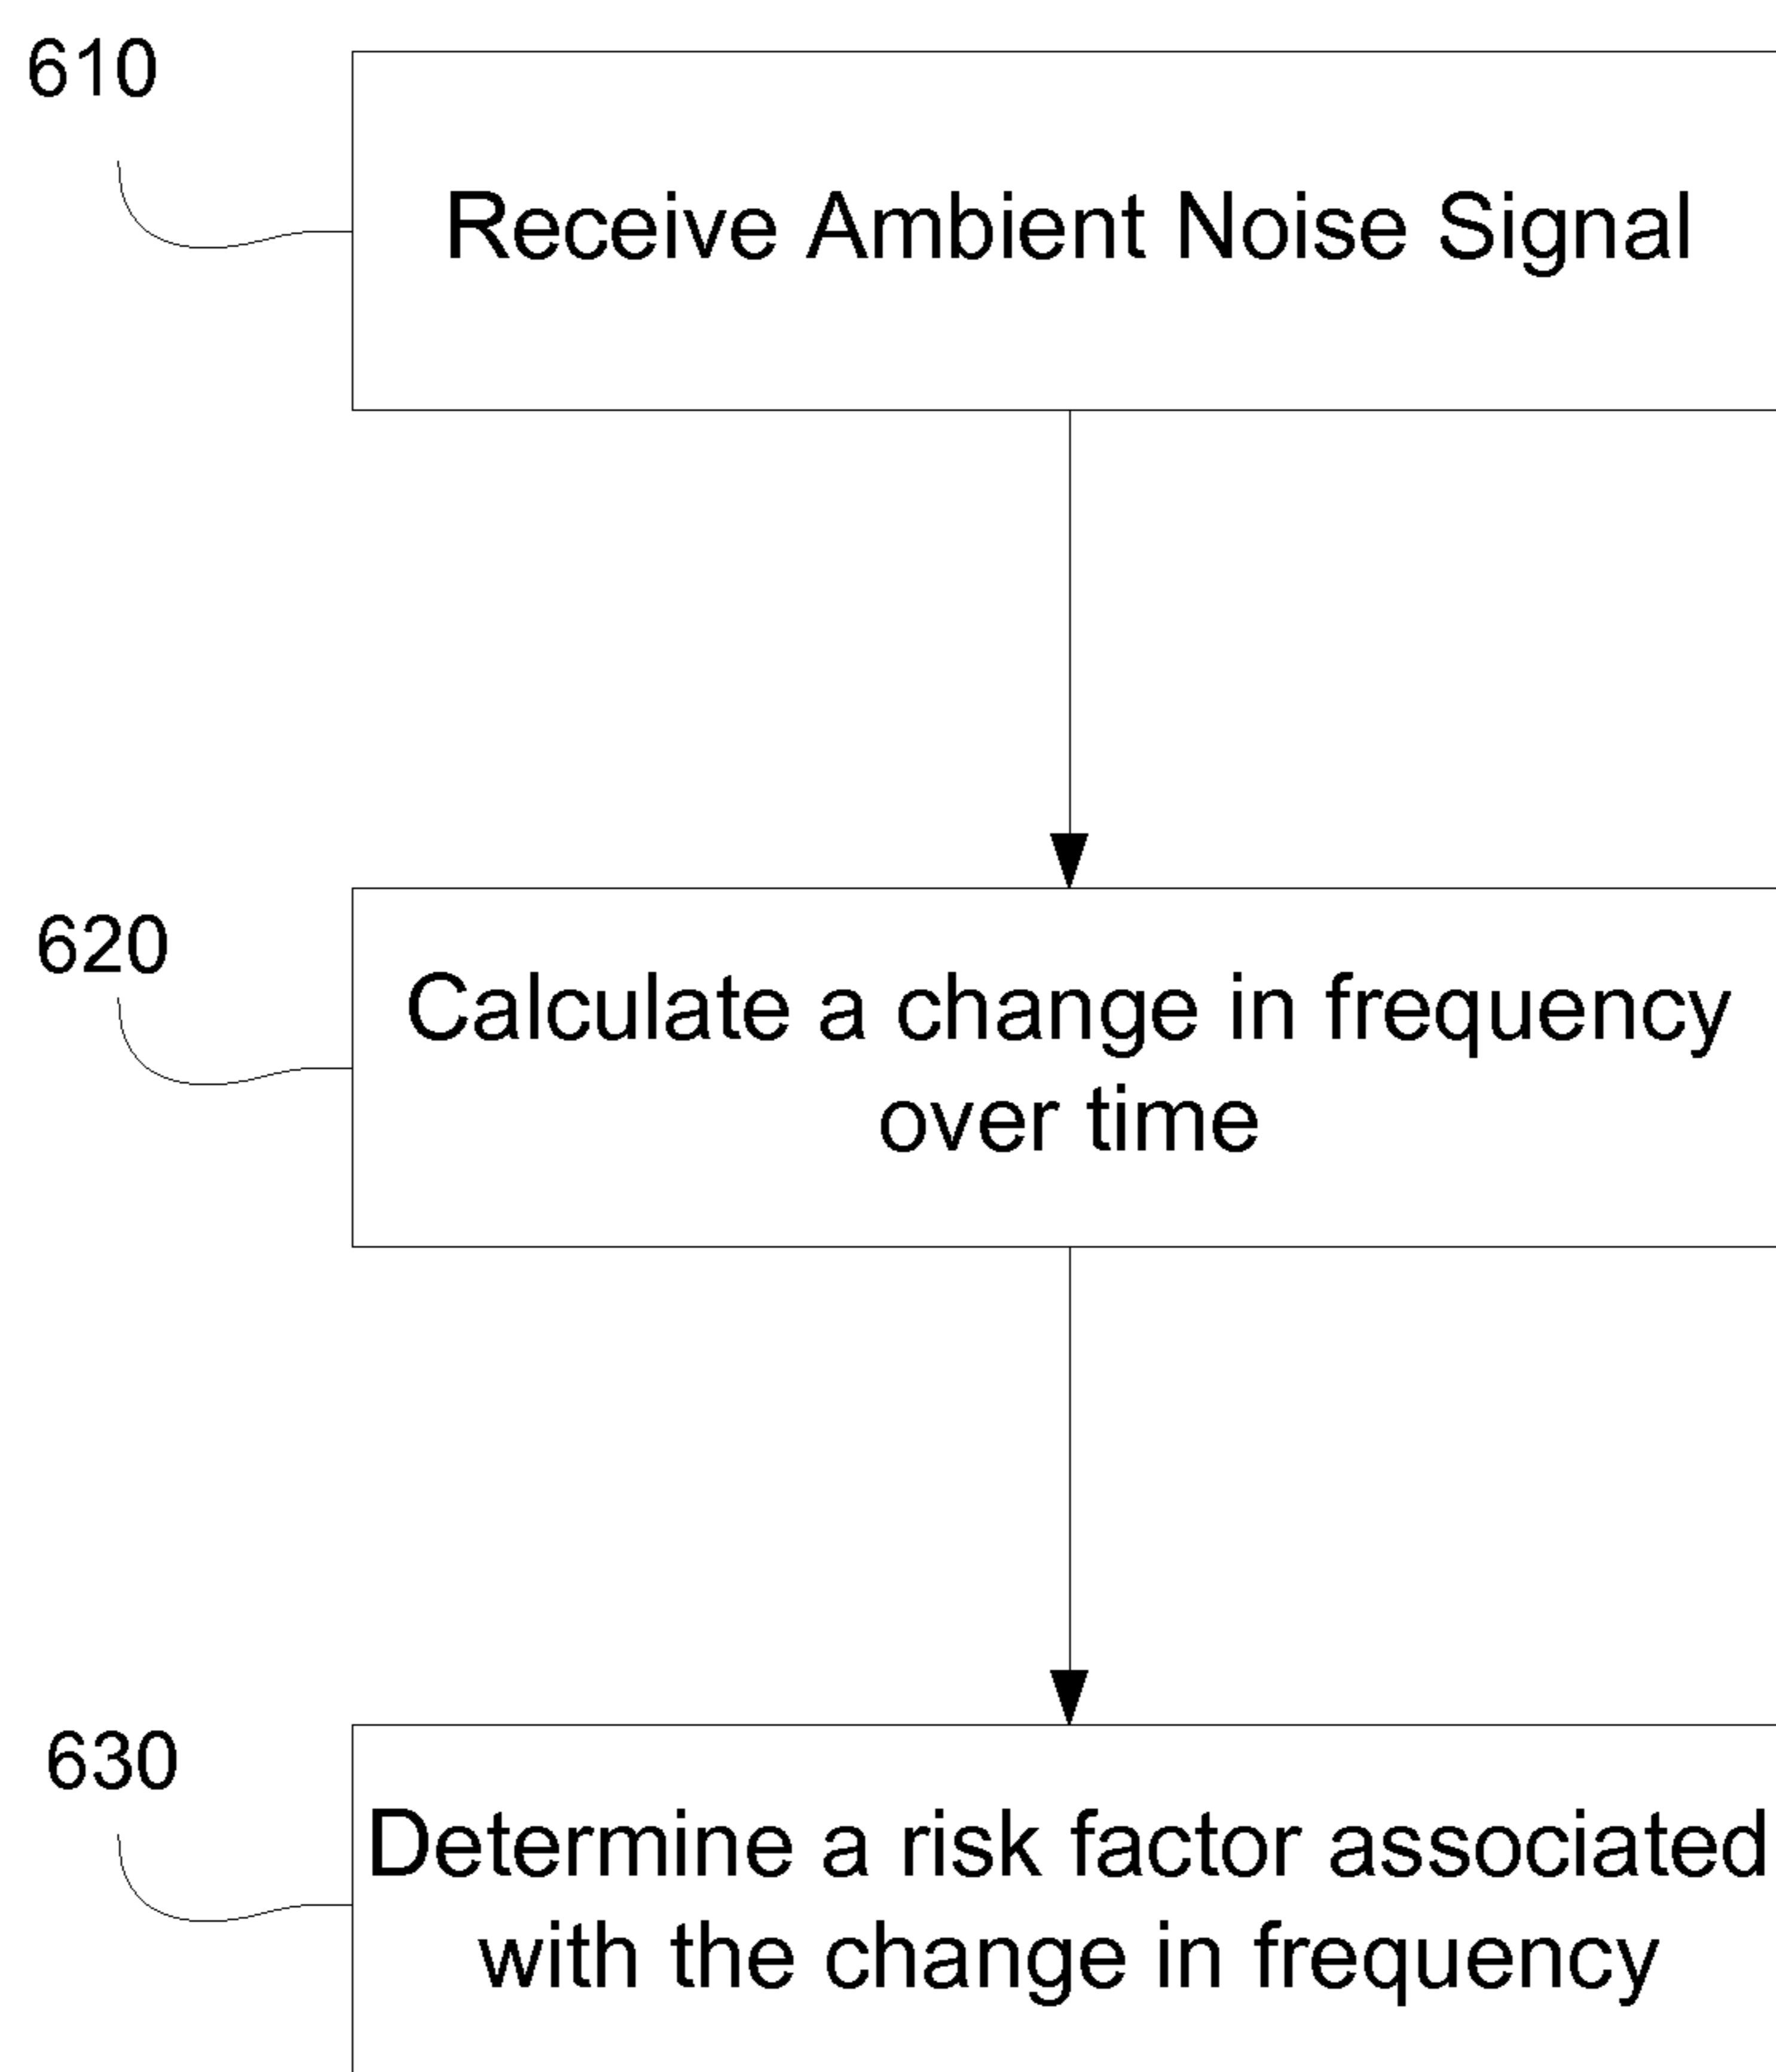 610
Receive Ambient Noise Signal
620
Calculate a change in frequency
over time
630
Determine a risk factor associated
with the change in frequency